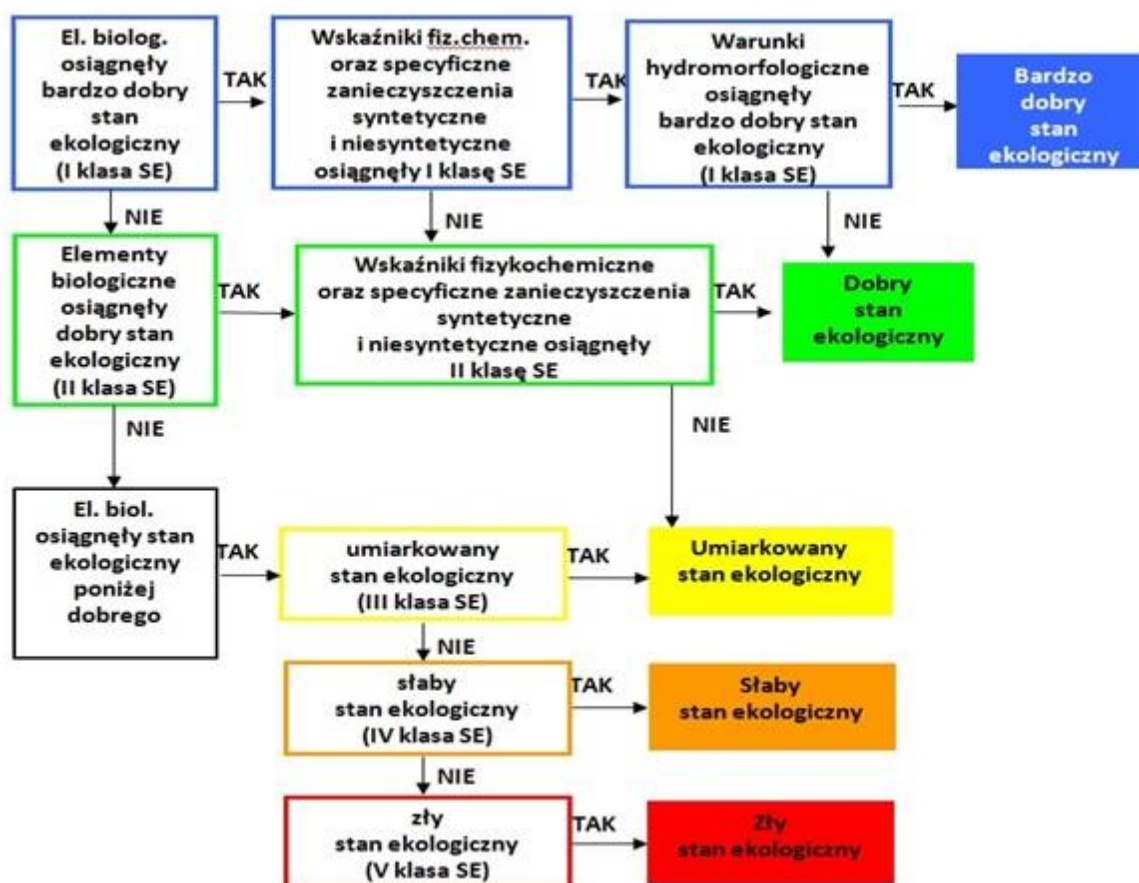 El. biolog.
osiągnęły
bardzo dobry
stan
ekologiczny
(I klasa SE)
TAK
Wskaźniki fiz.chem.
oraz specyficzne
zanieczyszczenia
syntetyczne
i niesyntetyczne
osiągnęły I klasę SE
TAK
Warunki
hydromorfologiczne
osiągnęły
bardzo dobry stan
ekologiczny
(I klasa SE)
TAK
Bardzo
dobry
stan
ekologiczny
NIE
NIE
NIE
Elementy
biologiczne
osiągnęły
dobry stan
ekologiczny
(II klasa SE)
TAK
Wskaźniki fizykochemiczne
oraz specyficzne zanieczyszczenia
syntetyczne
i niesyntetyczne osiągnęły
II klasę SE
TAK
Dobry
stan
ekologiczny
NIE
NIE
El. biol.
osiągnęły stan
ekologiczny
poniżej
dobrego
TAK
umiarkowany
stan ekologiczny
(III klasa SE)
TAK
Umiarkowany
stan ekologiczny
NIE
słaby
stan ekologiczny
(IV klasa SE)
TAK
Słaby
stan ekologiczny
NIE
zły
stan ekologiczny
(V klasa SE)
TAK
Zły
stan ekologiczny